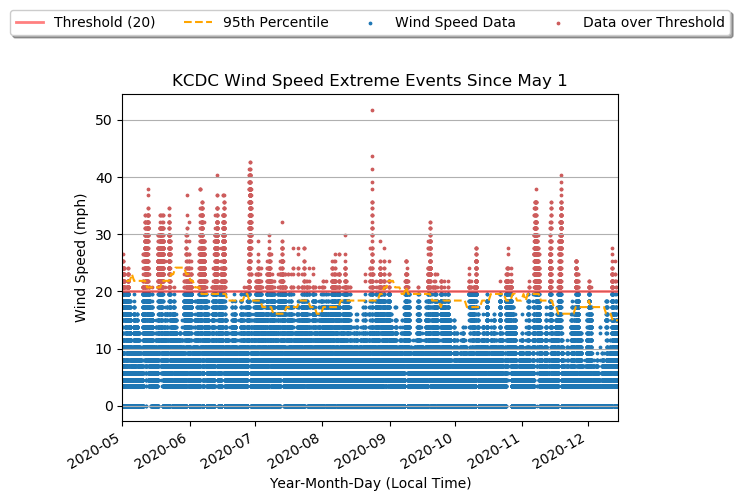 Threshold (20) 95th Percentile Wind Speed Data Data over Threshold
KCDC Wind Speed Extreme Events Since May 1
50
40
30
20
10
0
Wind Speed (mph)
2020-05 2020-06 2020-07 2020-08 2020-09 2020-10 2020-11 2020-12
Year-Month-Day (Local Time)